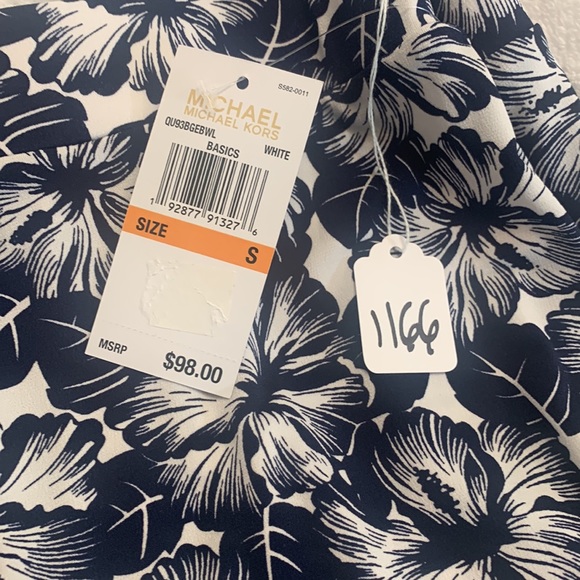 S582-0011
MICHAEL
MICHAEL KORS
QU93BGEBWL
BASICS WHITE
1 92877 91327 6
SIZE S
MSRP $98.00
1166